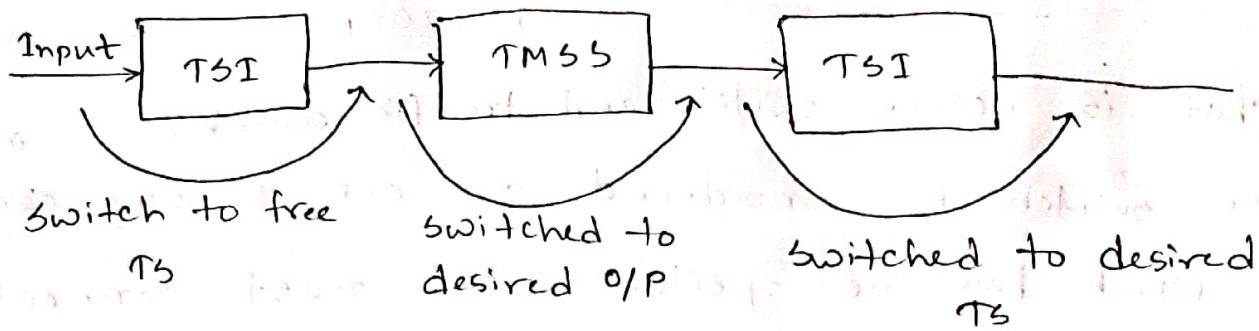 Input
TSI
TMSS
TSI
switch to free
TS
switched to
desired O/P
switched to desired
TS